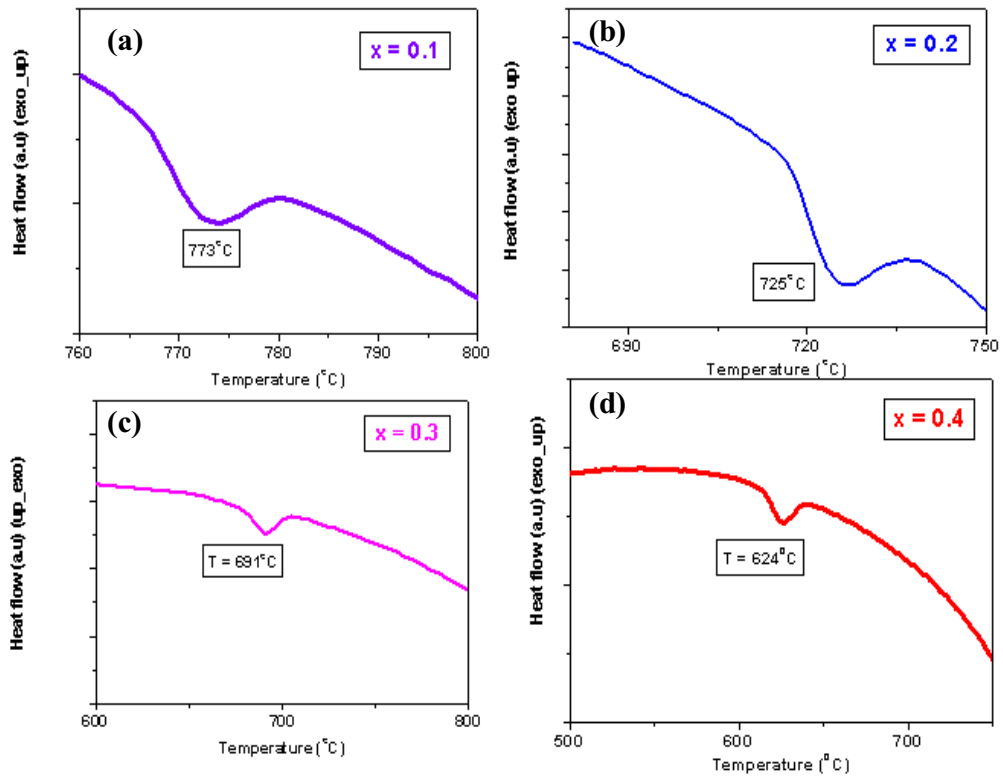 (a)
x = 0.1
Heat flow (a.u) (exo_up)
773°C
760 770 780 790 800
Temperature (°C)
(b)
x = 0.2
Heat flow (a.u) (exo up)
725°C
690 720 750
Temperature (°C)
(c)
x = 0.3
Heat flow (a.u) (up_exo)
T = 691°C
600 700 800
Temperature (°C)
(d)
x = 0.4
Heat flow (a.u) (exo_up)
T = 624⁰C
500 600 700
Temperature (⁰C)